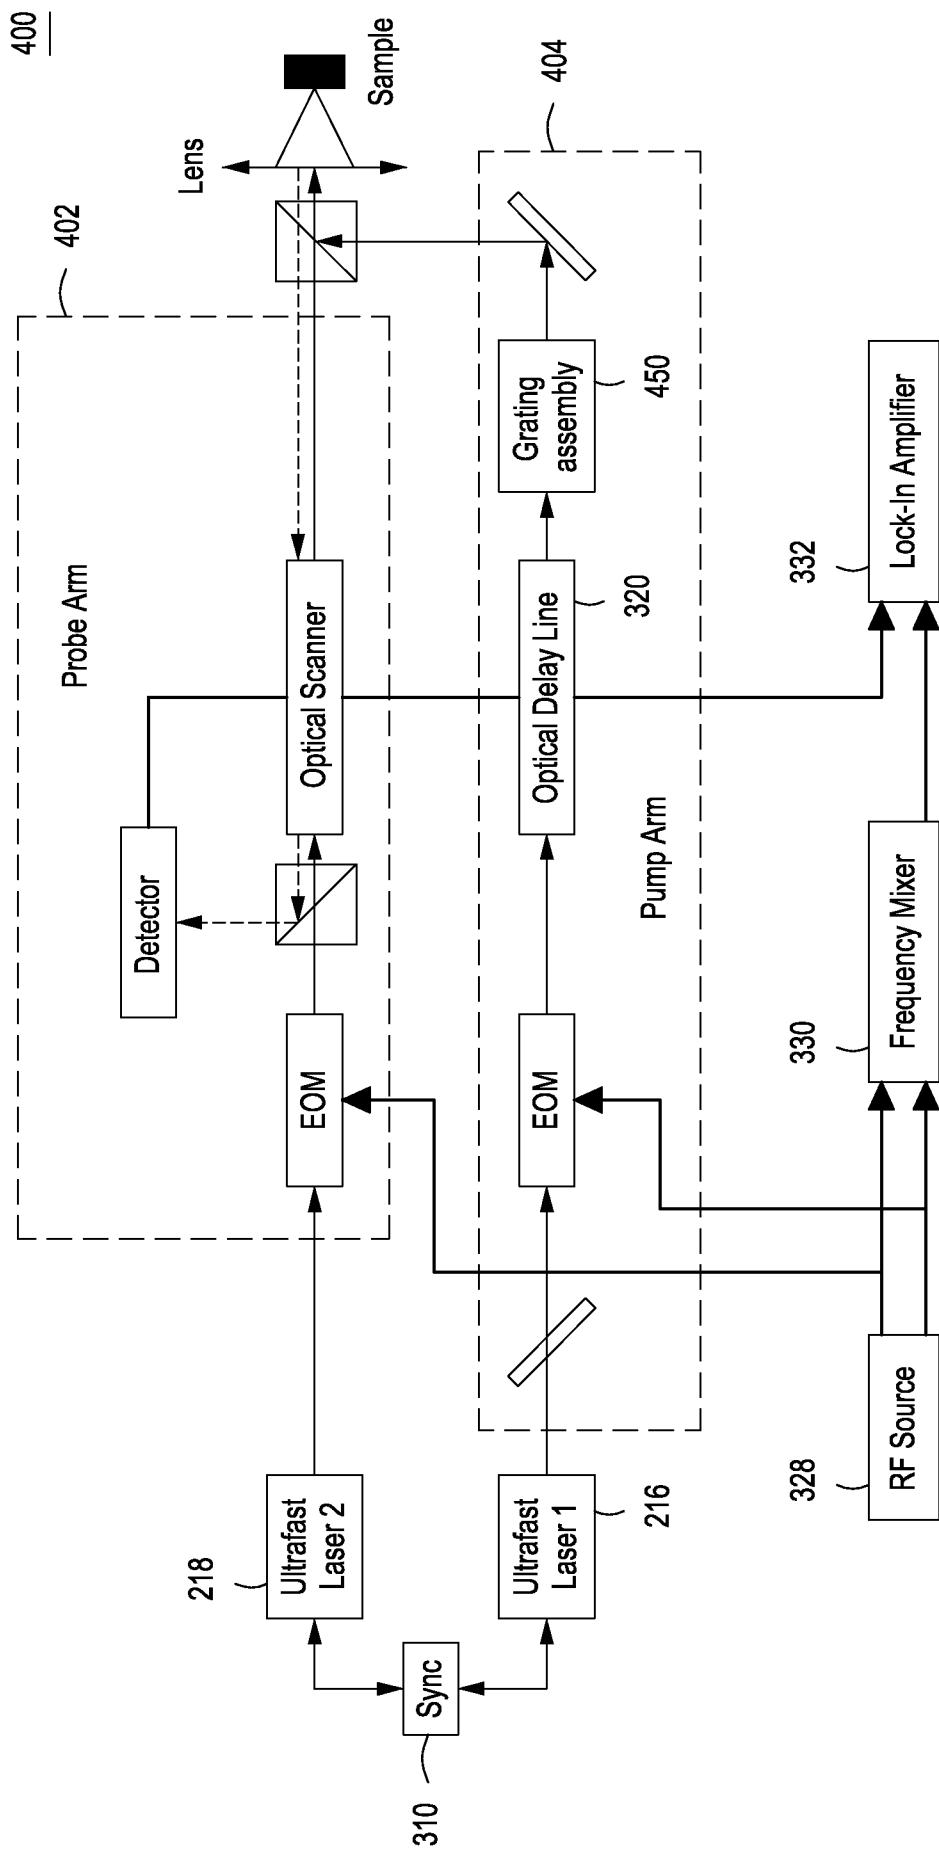 400
Sample
Lens
402
404
Probe Arm
Detector
Optical Scanner
EOM
Grating
assembly
450
Optical Delay Line
320
Pump Arm
EOM
218
Ultrafast
Laser 2
Ultrafast
Laser 1
216
Sync
310
332
Lock-In Amplifier
330
Frequency Mixer
328
RF Source